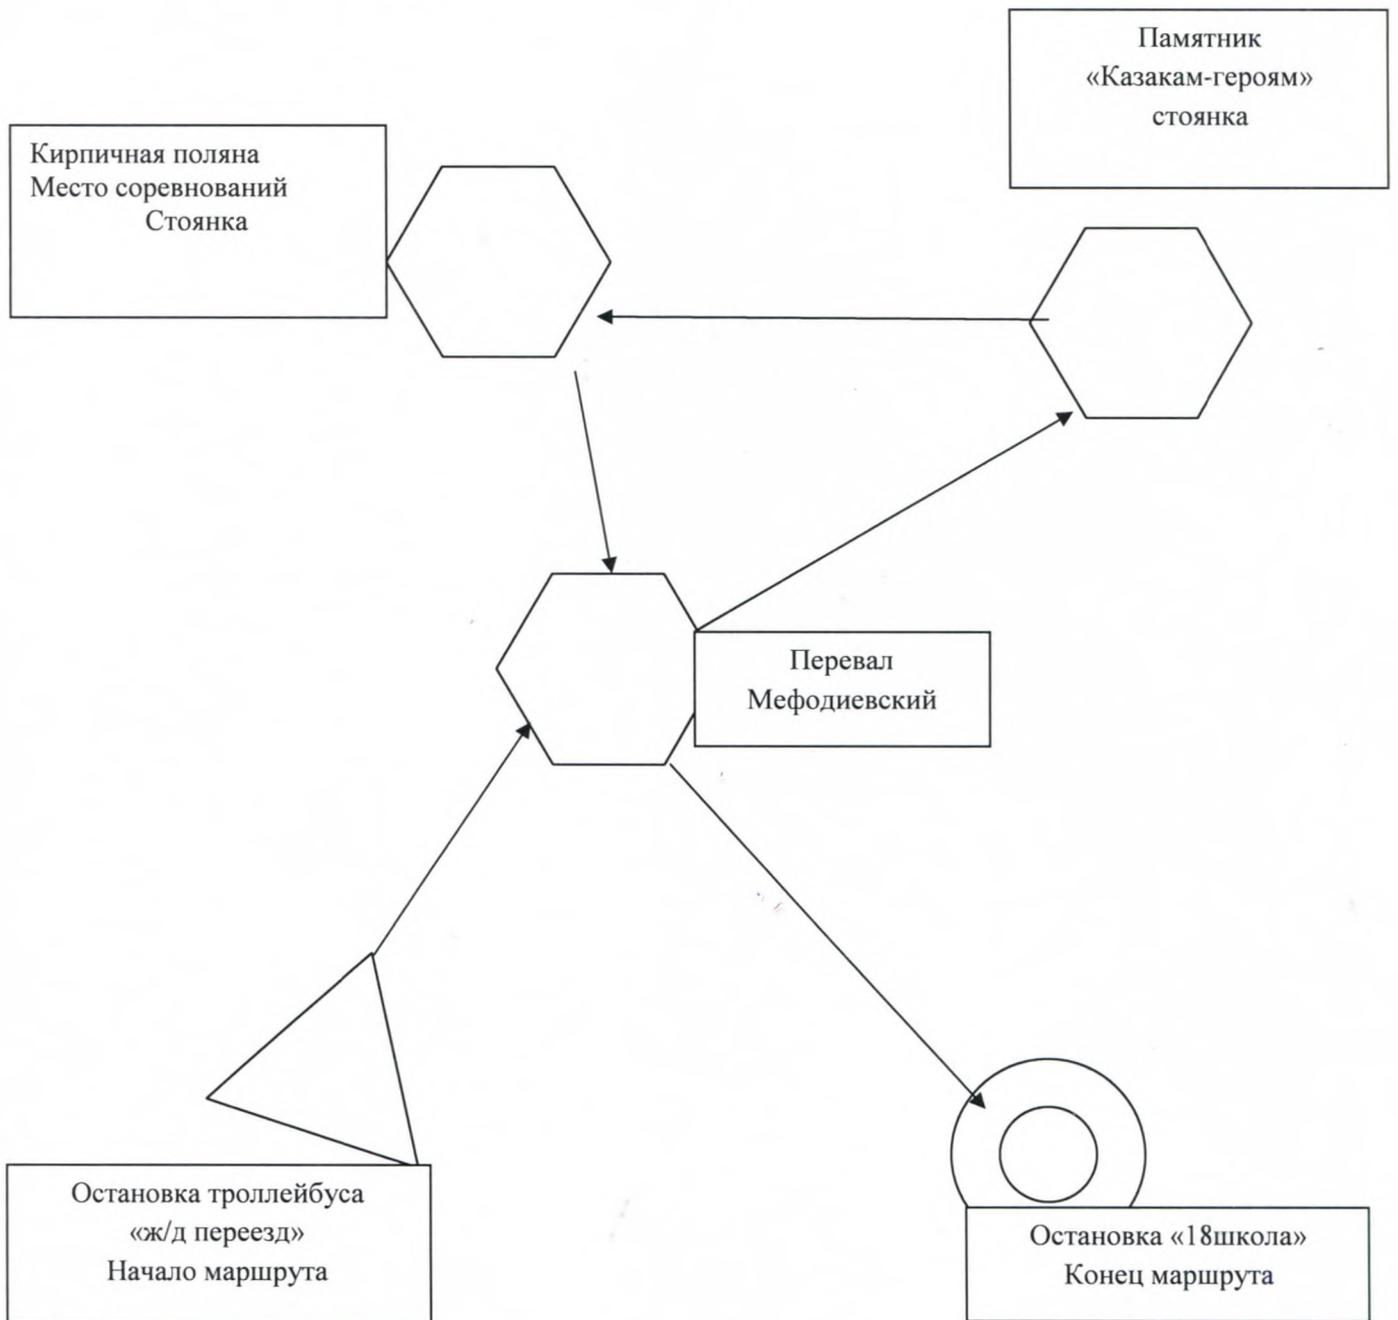 Памятник
«Казакам-героям»
стоянка
Кирпичная поляна
Место соревнований
Стоянка
Перевал
Мефодиевский
Остановка троллейбуса
«ж/д переезд»
Начало маршрута
Остановка «18школа»
Конец маршрута